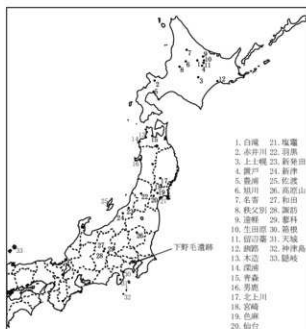 下野毛遺跡
1. 白滝 21. 塩竈
2. 赤井川 22. 羽黒
3. 上士幌 23. 新発田
4. 置戸 24. 新津
5. 豊浦 25. 佐渡
6. 旭川 26. 高原山
7. 名寄 27. 和田
8. 秩父別 28. 諏訪
9. 遠軽 29. 蓼科
10. 生田原 30. 箱根
11. 留辺蘂 31. 天城
12. 釧路 32. 神津島
13. 木造 33. 隠岐
14. 深浦
15. 青森
16. 男鹿
17. 北上川
18. 宮崎
19. 色麻
20. 仙台